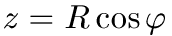 z = R cos φ